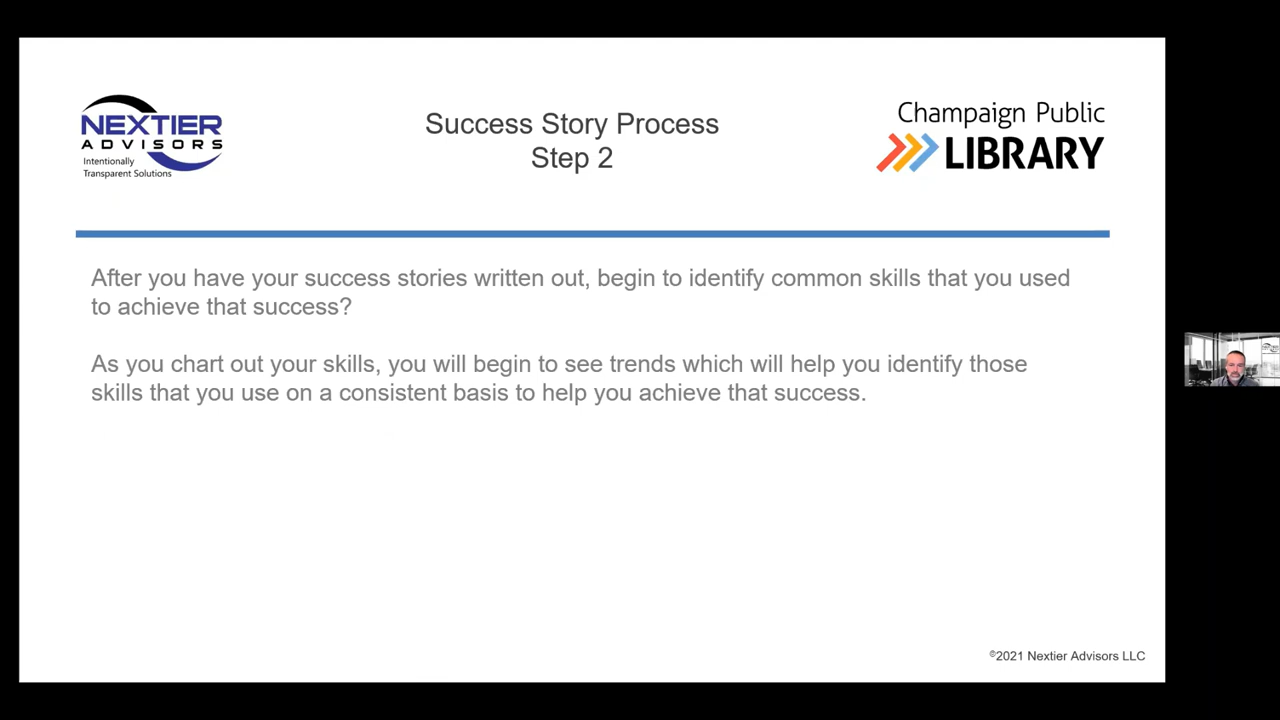 NEXTIER
ADVISORS
Intentionally
Transparent Solutions
Success Story Process
Step 2
Champaign Public
LIBRARY
After you have your success stories written out, begin to identify common skills that you used
to achieve that success?
As you chart out your skills, you will begin to see trends which will help you identify those
skills that you use on a consistent basis to help you achieve that success.
©2021 Nextier Advisors LLC